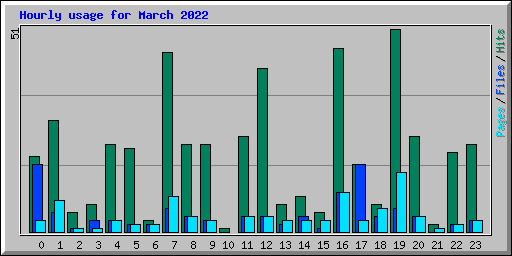 Hourly usage for March 2022
51
Pages/Files/Hits
0 1 2 3 4 5 6 7 8 9 10 11 12 13 14 15 16 17 18 19 20 21 22 23